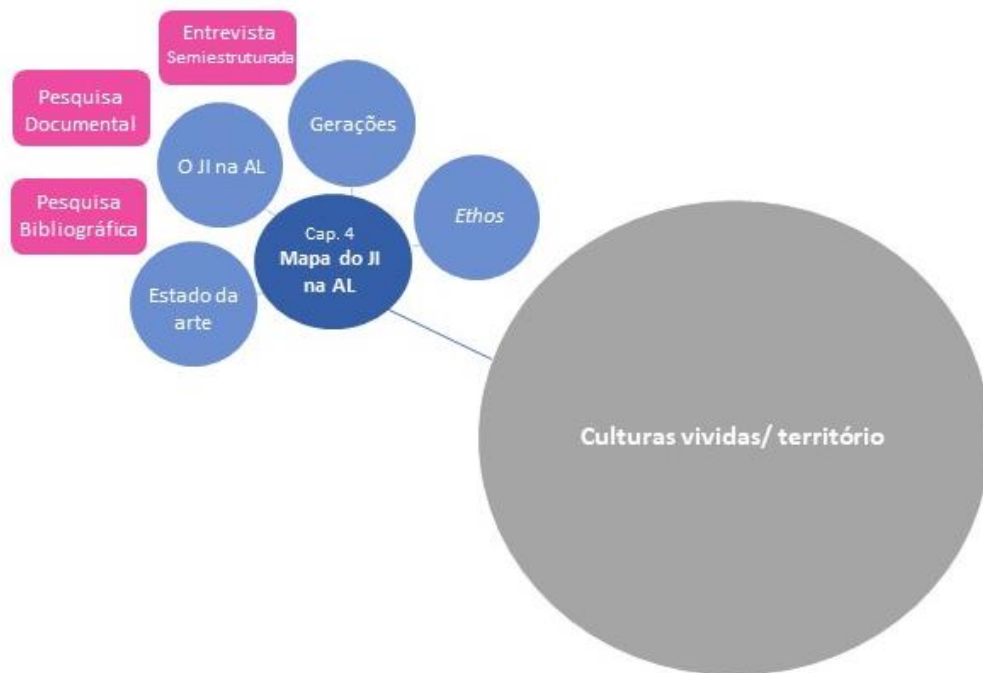 Entrevista
Semiestruturada
Pesquisa
Documental
Gerações
O JI na AL
Pesquisa
Bibliográfica
Ethos
Cap. 4
Mapa do JI
na AL
Estado da
arte
Culturas vividas/ território